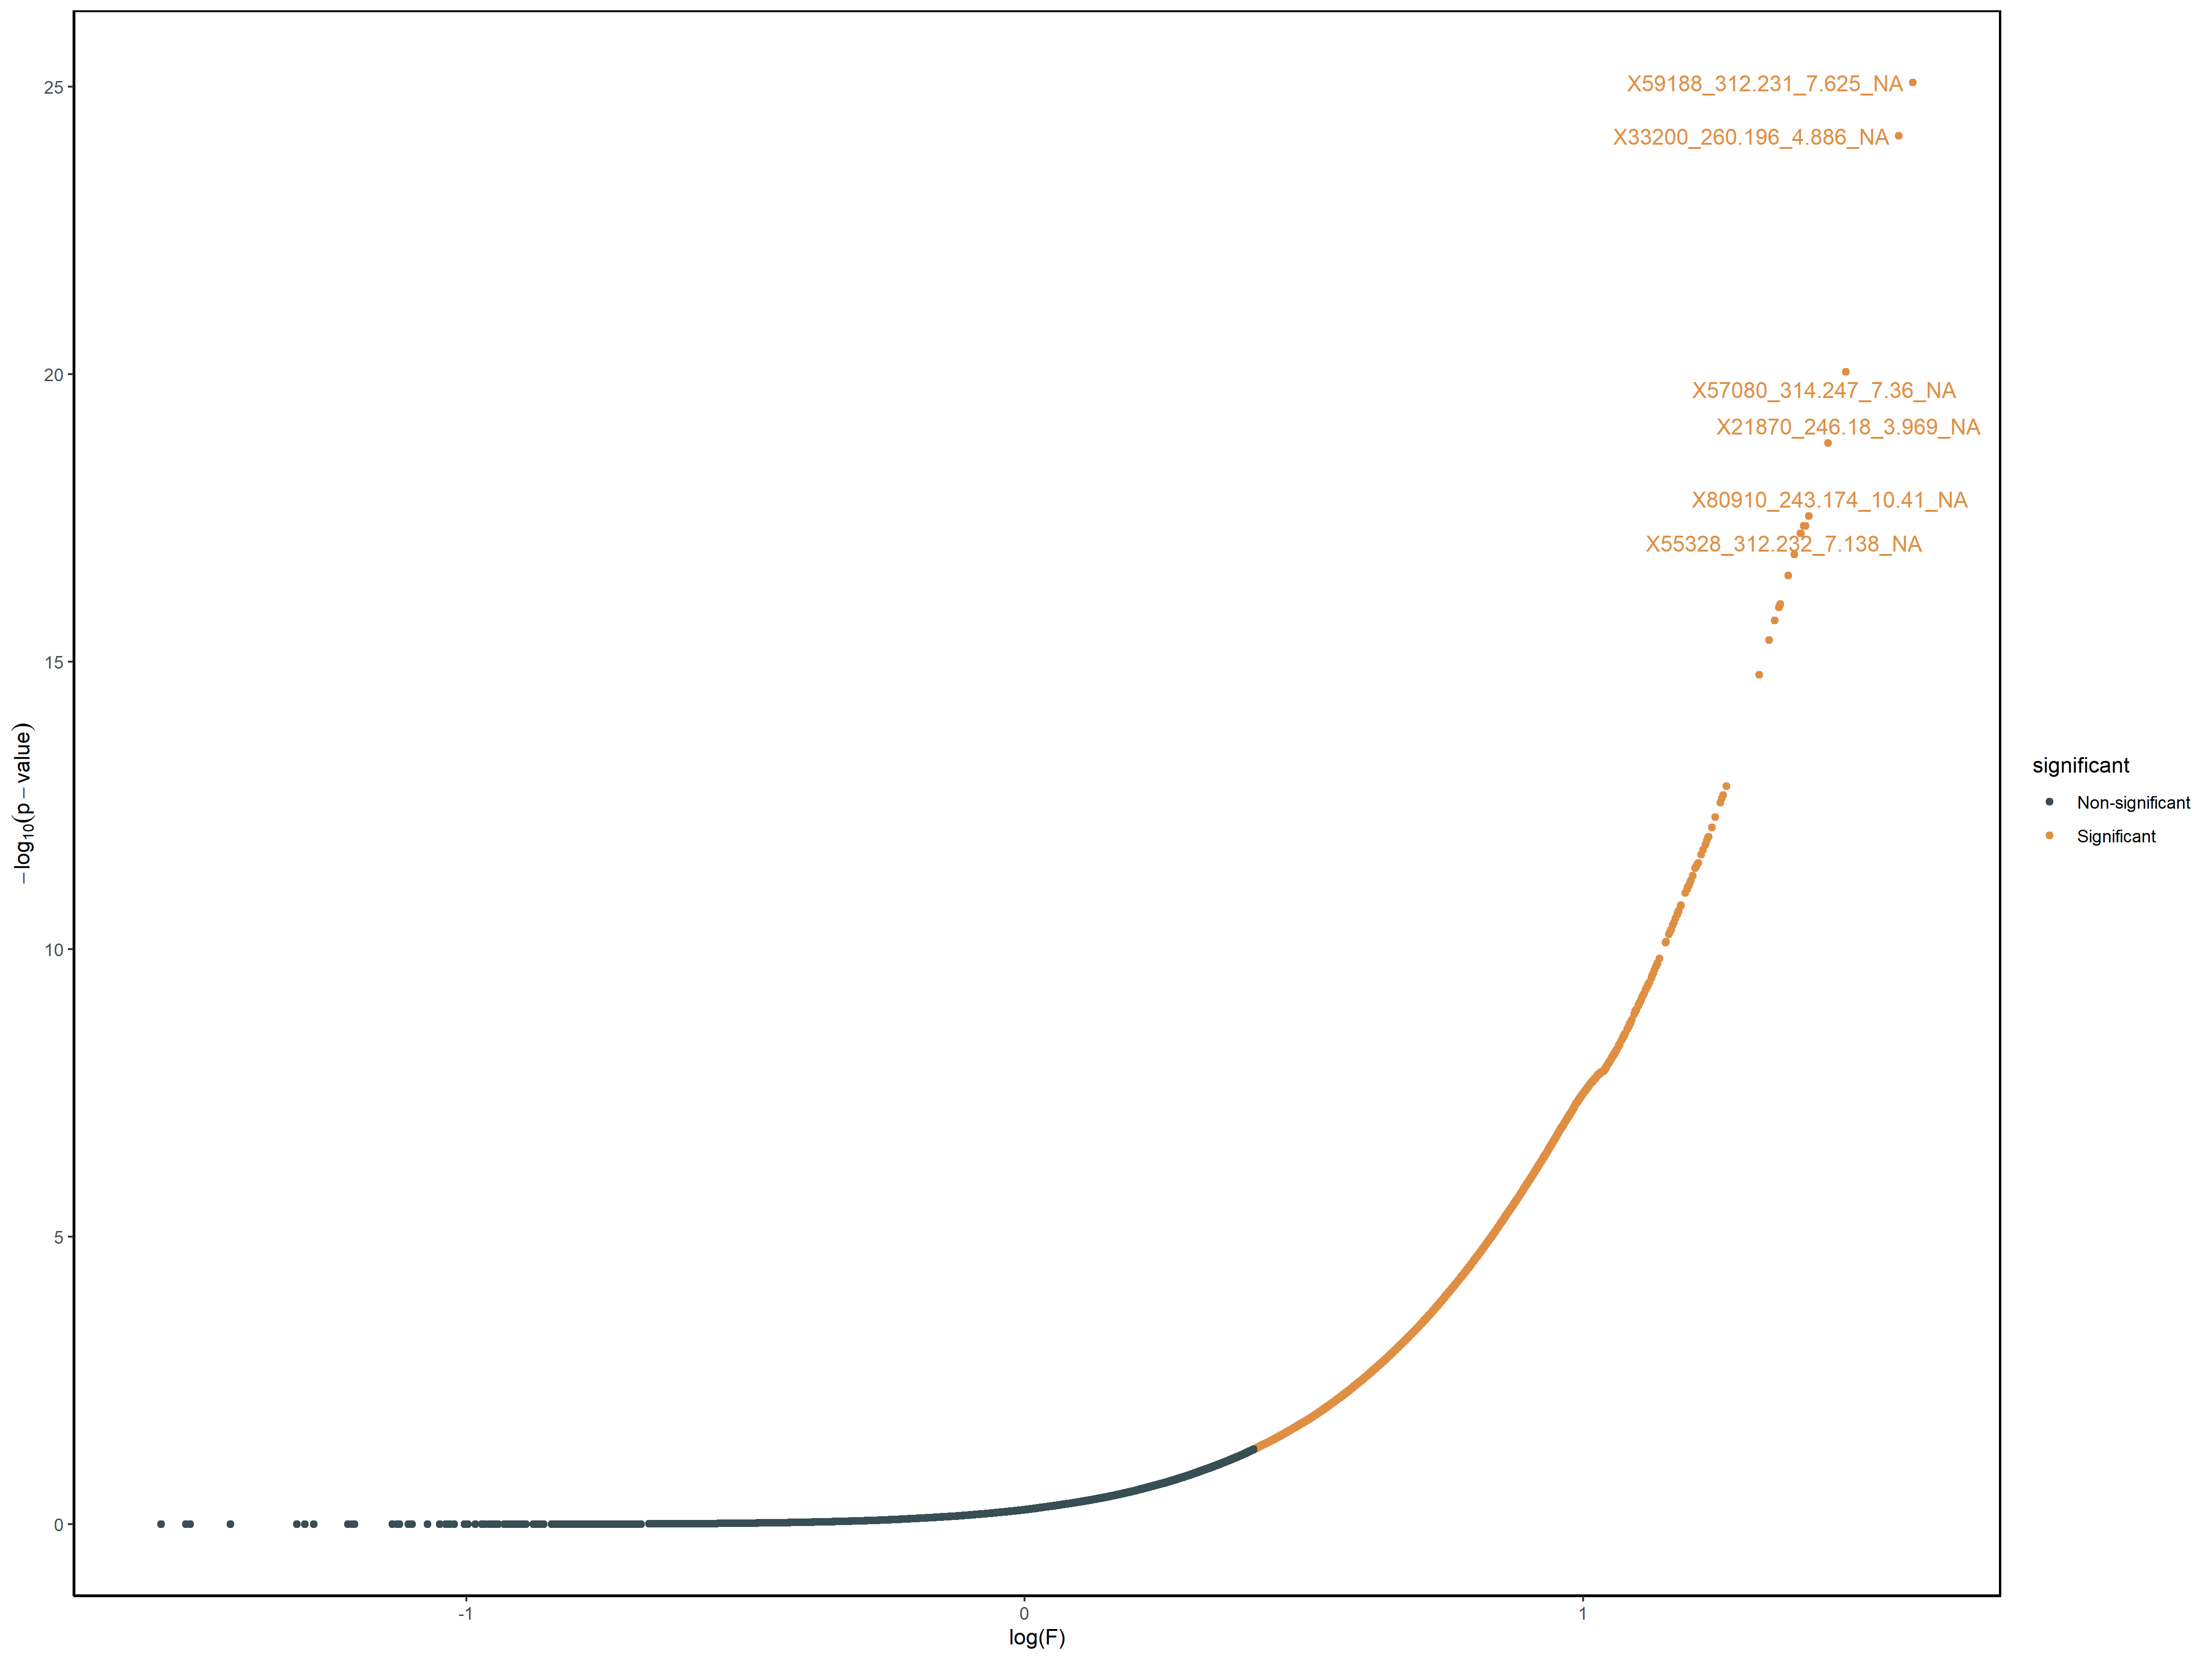 X59188_312.231_7.625_NA
X33200_260.196_4.886_NA
X57080_314.247_7.36_NA
X21870_246.18_3.969_NA
X80910_243.174_10.41_NA
X55328_312.232_7.138_NA
25
20
15
10
5
0
-1
0
1
log(F)
−log10(p−value)
significant
Non-significant
Significant